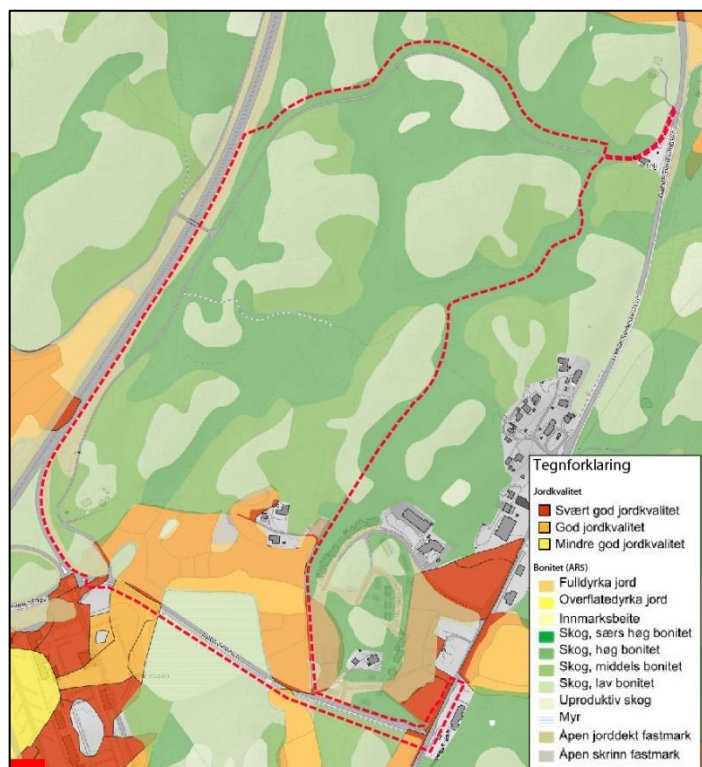 Tegnforklaring
Jordkvalitet
Svært god jordkvalitet
God jordkvalitet
Mindre god jordkvalitet
Bonitet (AR5)
Fulldyrka jord
Overflatedyrka jord
Innmarksbeite
Skog, særs høg bonitet
Skog, høg bonitet
Skog, middels bonitet
Skog, lav bonitet
Uproduktiv skog
Myr
Åpen jorddekt fastmark
Åpen skrinn fastmark